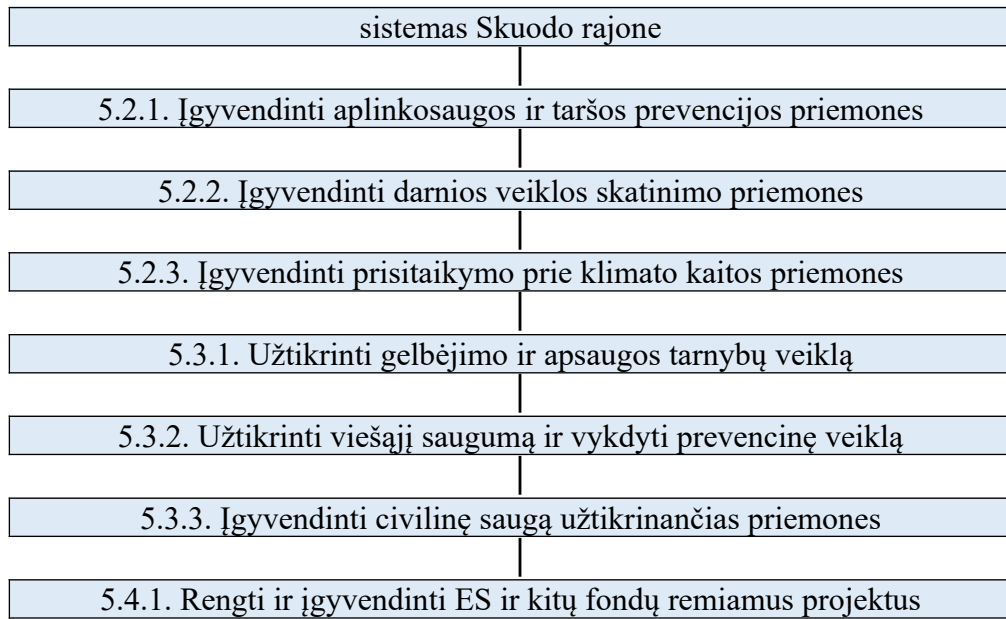 sistemas Skuodo rajone
5.2.1. Įgyvendinti aplinkosaugos ir taršos prevencijos priemones
5.2.2. Įgyvendinti darnios veiklos skatinimo priemones
5.2.3. Įgyvendinti prisitaikymo prie klimato kaitos priemones
5.3.1. Užtikrinti gelbėjimo ir apsaugos tarnybų veiklą
5.3.2. Užtikrinti viešąjį saugumą ir vykdyti prevencinę veiklą
5.3.3. Įgyvendinti civilinę saugą užtikrinančias priemones
5.4.1. Rengti ir įgyvendinti ES ir kitų fondų remiamus projektus